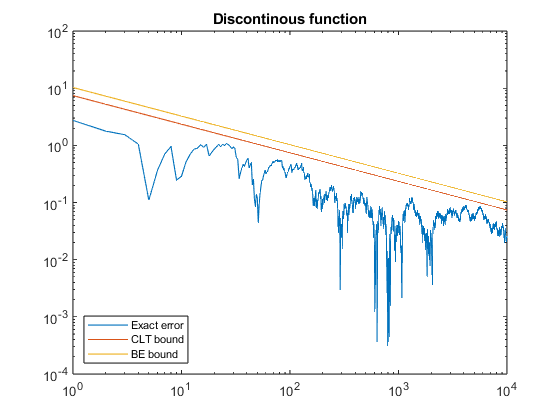 Discontinous function
10^2
10^1
10^0
10^-1
10^-2
10^-3
10^-4
Exact error
CLT bound
BE bound
10^0 10^1 10^2 10^3 10^4